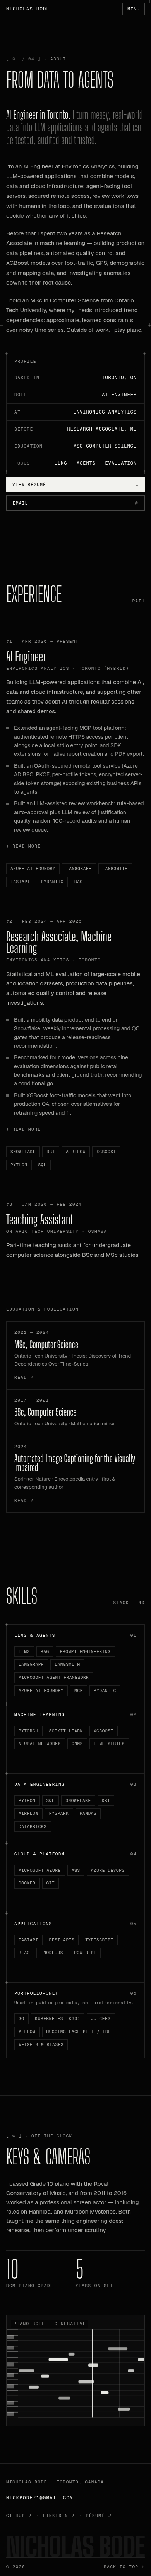 NICHOLAS BODE
MENU
[ 01 / 04 ] ABOUT
FROM DATA TO AGENTS
AI Engineer in Toronto. I turn messy, real-world
data into LLM applications and agents that can
be tested, audited and trusted.
I'm an AI Engineer at Environics Analytics, building
LLM-powered applications that combine models,
data and cloud infrastructure: agent-facing tool
servers, secured remote access, review workflows
with humans in the loop, and the evaluations that
decide whether any of it ships.
Before that I spent two years as a Research
Associate in machine learning — building production
data pipelines, automated quality control and
XGBoost models over foot-traffic, GPS, demographic
and mapping data, and investigating anomalies
down to their root cause.
I hold an MSc in Computer Science from Ontario
Tech University, where my thesis introduced trend
dependencies: approximate, learned constraints
over noisy time series. Outside of work, I play piano.
PROFILE
BASED IN TORONTO, ON
ROLE AI ENGINEER
AT ENVIRONICS ANALYTICS
BEFORE RESEARCH ASSOCIATE, ML
EDUCATION MSC COMPUTER SCIENCE
FOCUS LLMS · AGENTS · EVALUATION
VIEW RÉSUMÉ
EMAIL @
EXPERIENCE
PATH
#1 · APR 2026 — PRESENT
AI Engineer
ENVIRONICS ANALYTICS · TORONTO (HYBRID)
Building LLM-powered applications that combine AI,
data and cloud infrastructure, and supporting other
teams as they adopt AI through regular sessions
and shared demos.
Extended an agent-facing MCP tool platform:
authenticated remote HTTPS access per client
alongside a local stdio entry point, and SDK
extensions for native report creation and PDF export.
Built an OAuth-secured remote tool service (Azure
AD B2C, PKCE, per-profile tokens, encrypted server-
side token storage) exposing existing business APIs
to agents.
Built an LLM-assisted review workbench: rule-based
and auto-approval plus LLM review of justification
quality, random 100-record audits and a human
review queue.
+ READ MORE
AZURE AI FOUNDRY LANGGRAPH LANGSMITH
FASTAPI PYDANTIC RAG
#2 · FEB 2024 — APR 2026
Research Associate, Machine
Learning
ENVIRONICS ANALYTICS · TORONTO
Statistical and ML evaluation of large-scale mobile
and location datasets, production data pipelines,
automated quality control and release
investigations.
Built a mobility data product end to end on
Snowflake: weekly incremental processing and QC
gates that produce a release-readiness
recommendation.
Benchmarked four model versions across nine
evaluation dimensions against public retail
benchmarks and client ground truth, recommending
a conditional go.
Built XGBoost foot-traffic models that went into
production QA, chosen over alternatives for
retraining speed and fit.
+ READ MORE
SNOWFLAKE DBT AIRFLOW XGBOOST
PYTHON SQL
#3 · JAN 2020 — FEB 2024
Teaching Assistant
ONTARIO TECH UNIVERSITY · OSHAWA
Part-time teaching assistant for undergraduate
computer science alongside BSc and MSc studies.
EDUCATION & PUBLICATION
2021 — 2024
MSc, Computer Science
Ontario Tech University · Thesis: Discovery of Trend
Dependencies Over Time-Series
READ ↗
2017 — 2021
BSc, Computer Science
Ontario Tech University · Mathematics minor
2024
Automated Image Captioning for the Visually
Impaired
Springer Nature · Encyclopedia entry · first &
corresponding author
READ ↗
SKILLS
STACK · 40
LLMS & AGENTS 01
LLMS RAG PROMPT ENGINEERING
LANGGRAPH LANGSMITH
MICROSOFT AGENT FRAMEWORK
AZURE AI FOUNDRY MCP PYDANTIC
MACHINE LEARNING 02
PYTORCH SCIKIT-LEARN XGBOOST
NEURAL NETWORKS CNNS TIME SERIES
DATA ENGINEERING 03
PYTHON SQL SNOWFLAKE DBT
AIRFLOW PYSPARK PANDAS
DATABRICKS
CLOUD & PLATFORM 04
MICROSOFT AZURE AWS AZURE DEVOPS
DOCKER GIT
APPLICATIONS 05
FASTAPI REST APIS TYPESCRIPT
REACT NODE.JS POWER BI
PORTFOLIO-ONLY 06
Used in public projects, not professionally.
GO KUBERNETES (K3S) JUICEFS
MLFLOW HUGGING FACE PEFT / TRL
WEIGHTS & BIASES
[ ∞ ] · OFF THE CLOCK
KEYS & CAMERAS
I passed Grade 10 piano with the Royal
Conservatory of Music, and from 2011 to 2016 I
worked as a professional screen actor — including
roles on Hannibal and Murdoch Mysteries. Both
taught me the same thing engineering does:
rehearse, then perform under scrutiny.
10
RCM PIANO GRADE
5
YEARS ON SET
PIANO ROLL · GENERATIVE
NICHOLAS BODE — TORONTO, CANADA
NICKBODE71@GMAIL.COM
GITHUB ↗ · LINKEDIN ↗ · RÉSUMÉ ↗
NICHOLAS BODE
© 2026
BACK TO TOP ↑